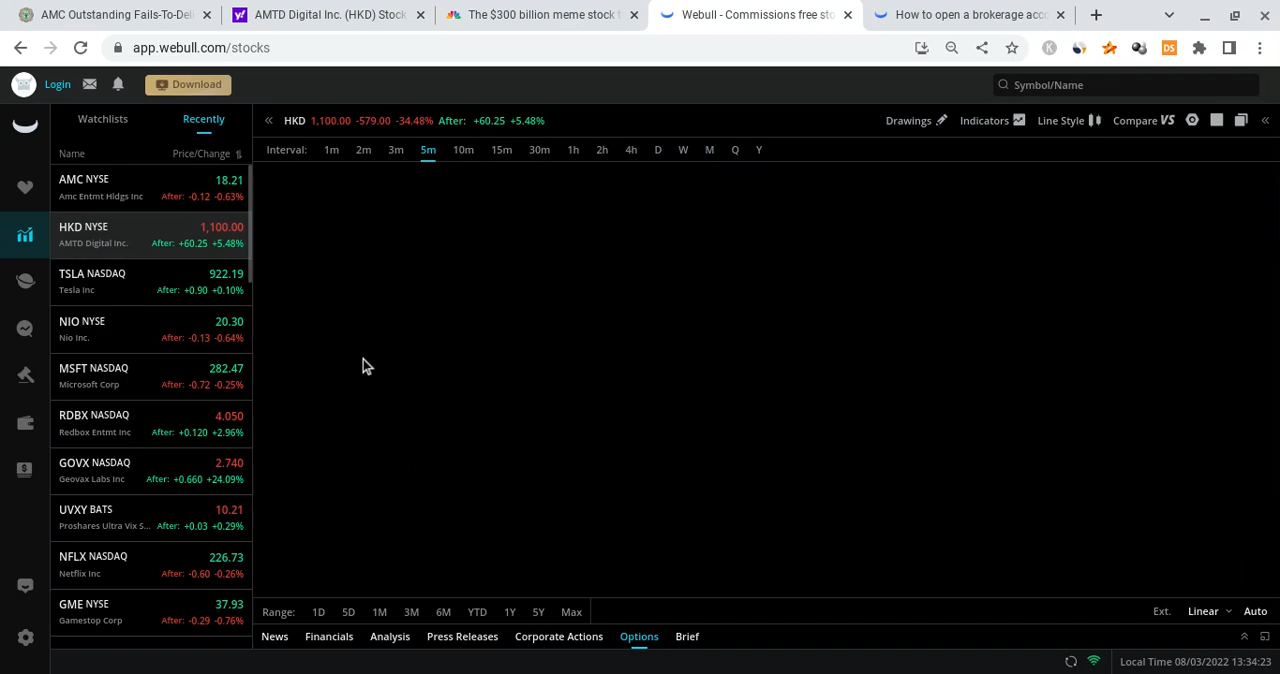 AMC Outstanding Fails-To-Deli
AMTD Digital Inc. (HKD) Stock
The $300 billion meme stock t
Webull - Commissions free sto
How to open a brokerage acco
app.webull.com/stocks
Login
Download
Symbol/Name
Watchlists
Recently
Name
Price/Change
AMC NYSE
18.21
Amc Entmt Hldgs Inc
After: -0.12 -0.63%
HKD NYSE
1,100.00
AMTD Digital Inc.
After: +60.25 +5.48%
TSLA NASDAQ
922.19
Tesla Inc
After: +0.90 +0.10%
NIO NYSE
20.30
Nio Inc.
After: -0.13 -0.64%
MSFT NASDAQ
282.47
Microsoft Corp
After: -0.72 -0.25%
RDBX NASDAQ
4.050
Redbox Entmt Inc
After: +0.120 +2.96%
GOVX NASDAQ
2.740
Geovax Labs Inc
After: +0.660 +24.09%
UVXY BATS
10.21
Proshares Ultra Vix S...
After: +0.03 +0.29%
NFLX NASDAQ
226.73
Netflix Inc
After: -0.60 -0.26%
GME NYSE
37.93
Gamestop Corp
After: -0.29 -0.76%
HKD 1,100.00 -579.00 -34.48% After: +60.25 +5.48%
Drawings
Indicators
Line Style
Compare VS
Interval: 1m 2m 3m 5m 10m 15m 30m 1h 2h 4h D W M Q Y
Range: 1D 5D 1M 3M 6M YTD 1Y 5Y Max
Ext. Linear Auto
News Financials Analysis Press Releases Corporate Actions Options Brief
Local Time 08/03/2022 13:34:23